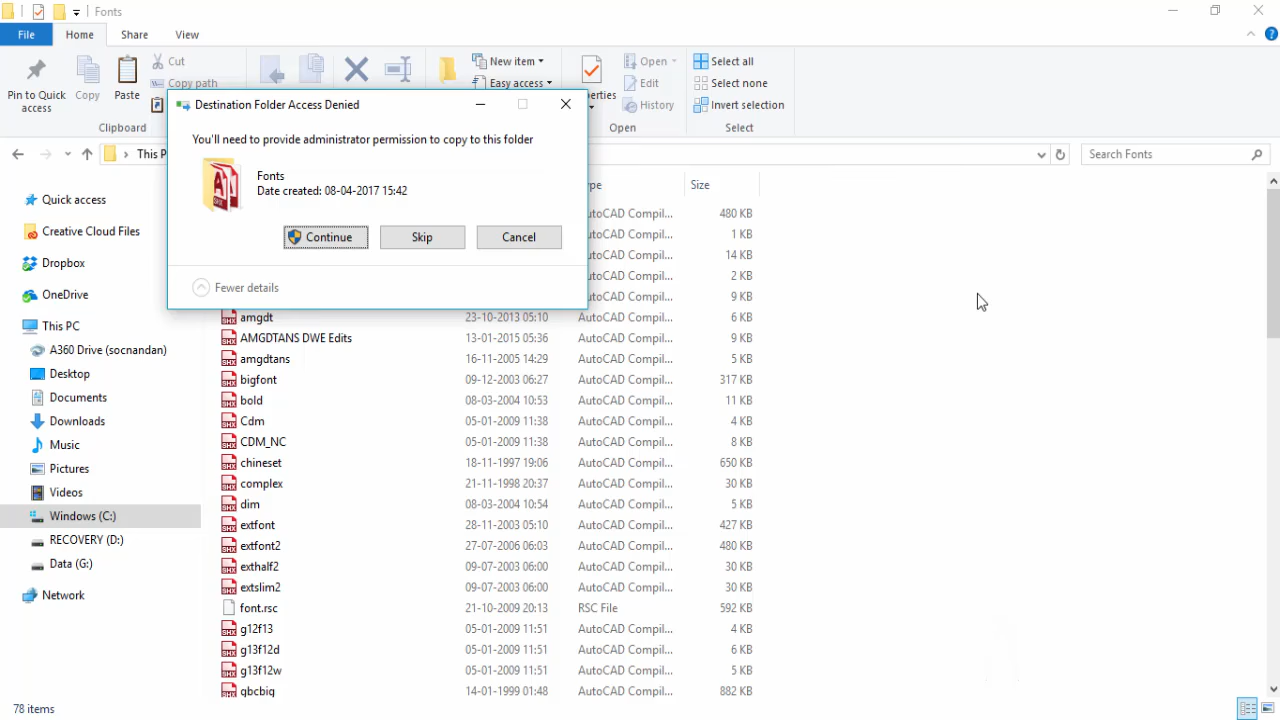 Fonts
File Home Share View
Pin to Quick access
Copy
Paste
Cut
Copy path
New item
Easy access
Open
Edit
History
Select all
Select none
Invert selection
Clipboard Open Select
This P
Search Fonts
Destination Folder Access Denied
You'll need to provide administrator permission to copy to this folder
Fonts
Date created: 08-04-2017 15:42
Continue Skip Cancel
Fewer details
Quick access
Creative Cloud Files
Dropbox
OneDrive
This PC
A360 Drive (socnandan)
Desktop
Documents
Downloads
Music
Pictures
Videos
Windows (C:)
RECOVERY (D:)
Data (G:)
Network
Size
utoCAD Compil... 480 KB
utoCAD Compil... 1 KB
utoCAD Compil... 14 KB
utoCAD Compil... 2 KB
utoCAD Compil... 9 KB
amgdt 23-10-2013 05:10 AutoCAD Compil... 6 KB
AMGDTANS DWE Edits 13-01-2015 05:36 AutoCAD Compil... 9 KB
amgdtans 16-11-2005 14:29 AutoCAD Compil... 5 KB
bigfont 09-12-2003 06:27 AutoCAD Compil... 317 KB
bold 08-03-2004 10:53 AutoCAD Compil... 11 KB
Cdm 05-01-2009 11:38 AutoCAD Compil... 4 KB
CDM_NC 05-01-2009 11:38 AutoCAD Compil... 8 KB
chineset 18-11-1997 19:06 AutoCAD Compil... 650 KB
complex 21-11-1998 20:37 AutoCAD Compil... 30 KB
dim 08-03-2004 10:54 AutoCAD Compil... 5 KB
extfont 28-11-2003 05:10 AutoCAD Compil... 427 KB
extfont2 27-07-2006 06:03 AutoCAD Compil... 480 KB
exthalf2 09-07-2003 06:00 AutoCAD Compil... 30 KB
extslim2 09-07-2003 06:00 AutoCAD Compil... 30 KB
font.rsc 21-10-2009 20:13 RSC File 592 KB
g12f13 05-01-2009 11:51 AutoCAD Compil... 4 KB
g13f12d 05-01-2009 11:51 AutoCAD Compil... 6 KB
g13f12w 05-01-2009 11:51 AutoCAD Compil... 5 KB
gbcbig 14-01-1999 01:48 AutoCAD Compil... 882 KB
78 items